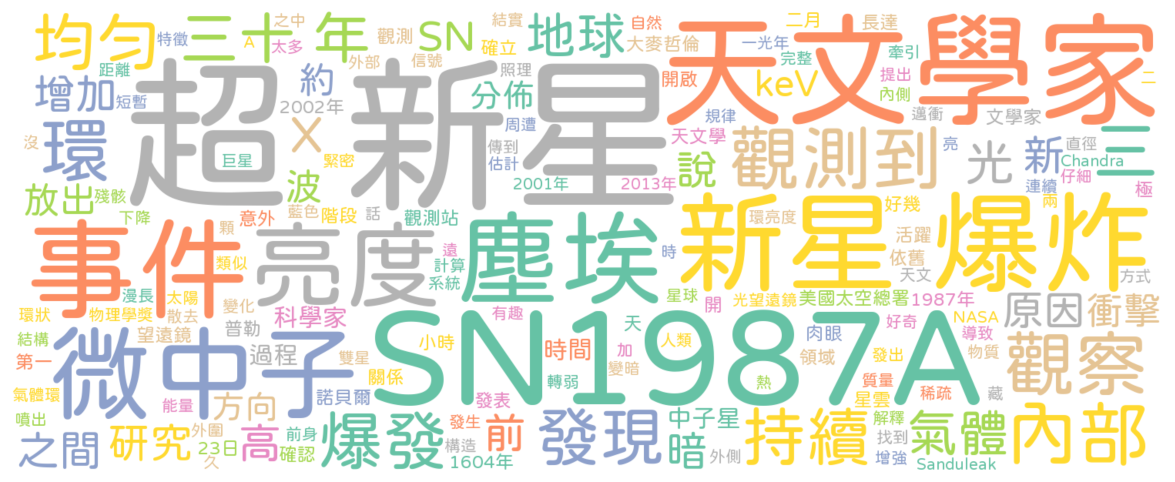 均勻 三十 年 之中 結實 自然 二月 長達
特徵 A 太多 觀測 SN 確立 地球 大麥哲倫 天文學家 一光年 完整 牽引
距離 外部 信號 照理 開啟 keV 提出 二
增加 短暫 超 約 新星 分佈 內側
2002年 規律 邁衝 文學家
沒 環 X 周遭 天文學 觀測到 亮 直徑 三
巨星 緊密 傳到 估計 說 光 新 Chandra
放出 殘骸 波 2001年 2013年 連續 仔細 極
下降 意外 藍色 階段 話 觀測站 環亮度 好幾 兩
事件 顆 亮度 塵埃 遠 時 新星 活躍 爆炸
類似 計算 依舊 天文 方式
漫長 太陽 變化 系統 星球 開 光望遠鏡 美國太空總署 1987年 原因 衝擊
環狀 物理學獎 散去 科學家 有趣 天 好奇 NASA
結構 微中子 望遠鏡 普勒 小時 SN1987A 加 人類 肉眼 導致 觀察
第一 過程 雙星 時間 變暗 領域 發出 物質
氣體環 關係 轉弱 熱 質量 稀疏 藏
能量 方向 諾貝爾 發表 星雲
噴出 外圍 爆發 發生 前 發現 中子星 持續 解釋 氣體 內部
之間 研究 23日 高 前身 構造 暗 找到
久 確認 1604年 外側 增強 Sanduleak